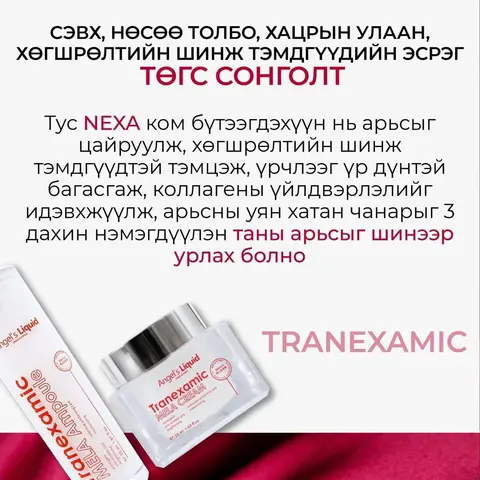 СЭВХ, НӨСӨӨ ТОЛБО, ХАЦРЫН УЛААН,
ХӨГШРӨЛТИЙН ШИНЖ ТЭМДГҮҮДИЙН ЭСРЭГ
ТӨГС СОНГОЛТ
Тус NEXA ком бүтээгдэхүүн нь арьсыг
цайруулж, хөгшрөлтийн шинж
тэмдгүүдтэй тэмцэж, үрчлээг үр дүнтэй
багасгаж, коллагены үйлдвэрлэлийг
идэвхжүүлж, арьсны уян хатан чанарыг 3
дахин нэмэгдүүлэн таны арьсыг шинээр
урлах болно
TRANEXAMIC
Angel's Liquid
Tranexamic
MELA CREAM
Angel's Liquid
Tranexamic
MELA Ampoule